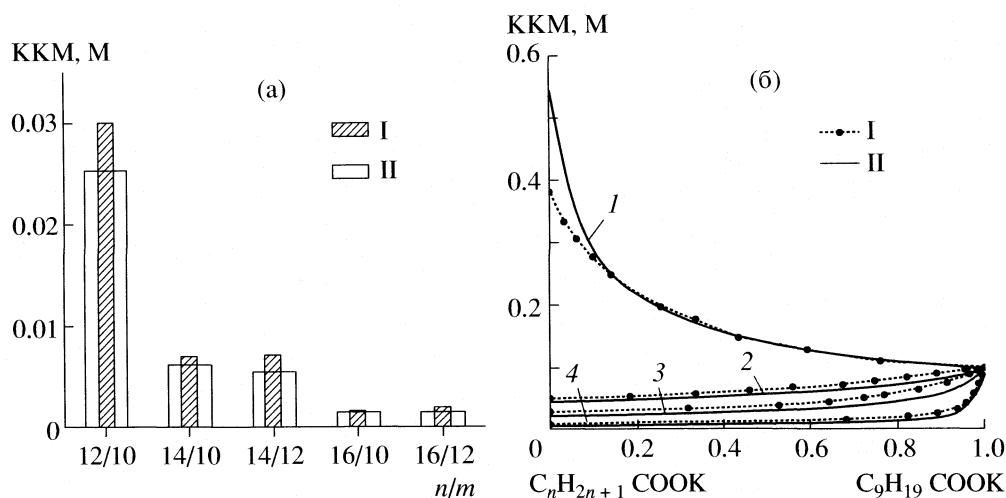 ККМ, М
(а)
0.03
0.02
0.01
0
I
II
12/10 14/10 14/12 16/10 16/12
n/m
ККМ, М
0.6
(б)
0.4
0.2
I
II
1
2
3
4
0 0.2 0.4 0.6 0.8 1.0
CₙH₂ₙ ₊ ₁ COOK C₉H₁₉ COOK